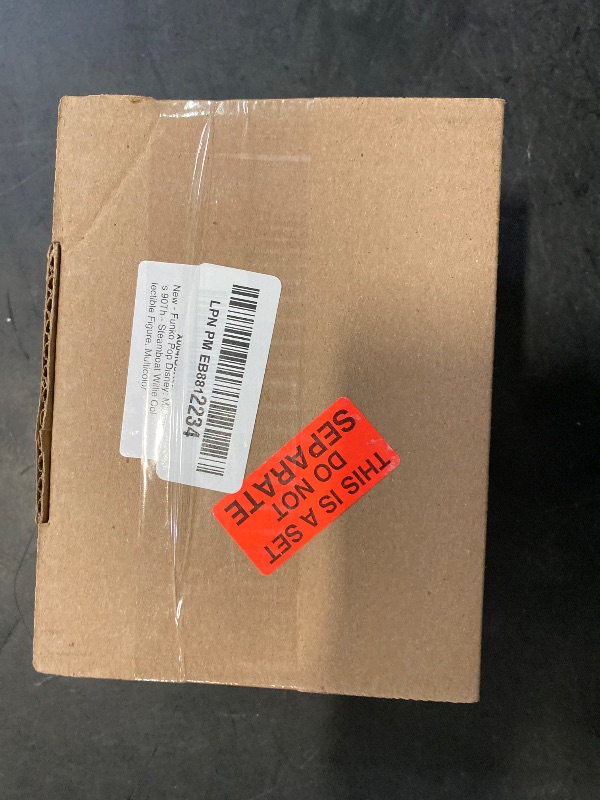 LPN PM EB8812234
New - Funko Pop Disney: M
s 90Th - Steamboat Willie Col
lectible Figure, Multicolor
THIS IS A SET
DO NOT
SEPARATE